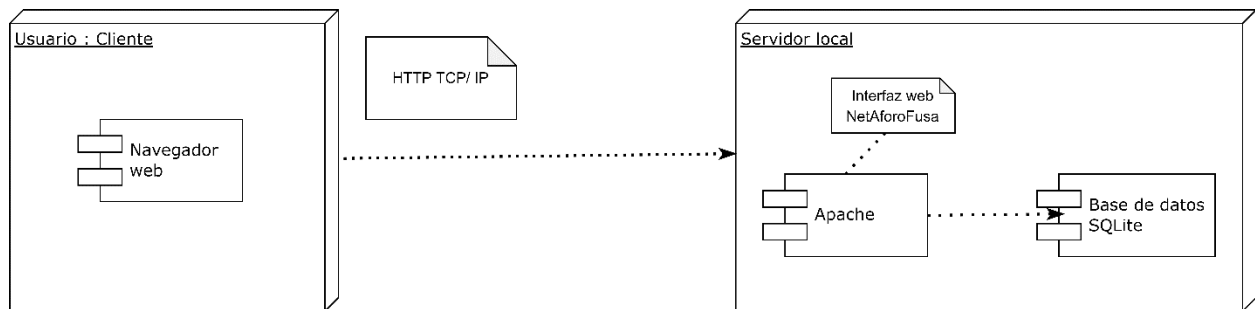 Usuario : Cliente
Navegador
web
HTTP TCP/ IP
Servidor local
Interfaz web
NetAforoFusa
Apache
Base de datos
SQLite